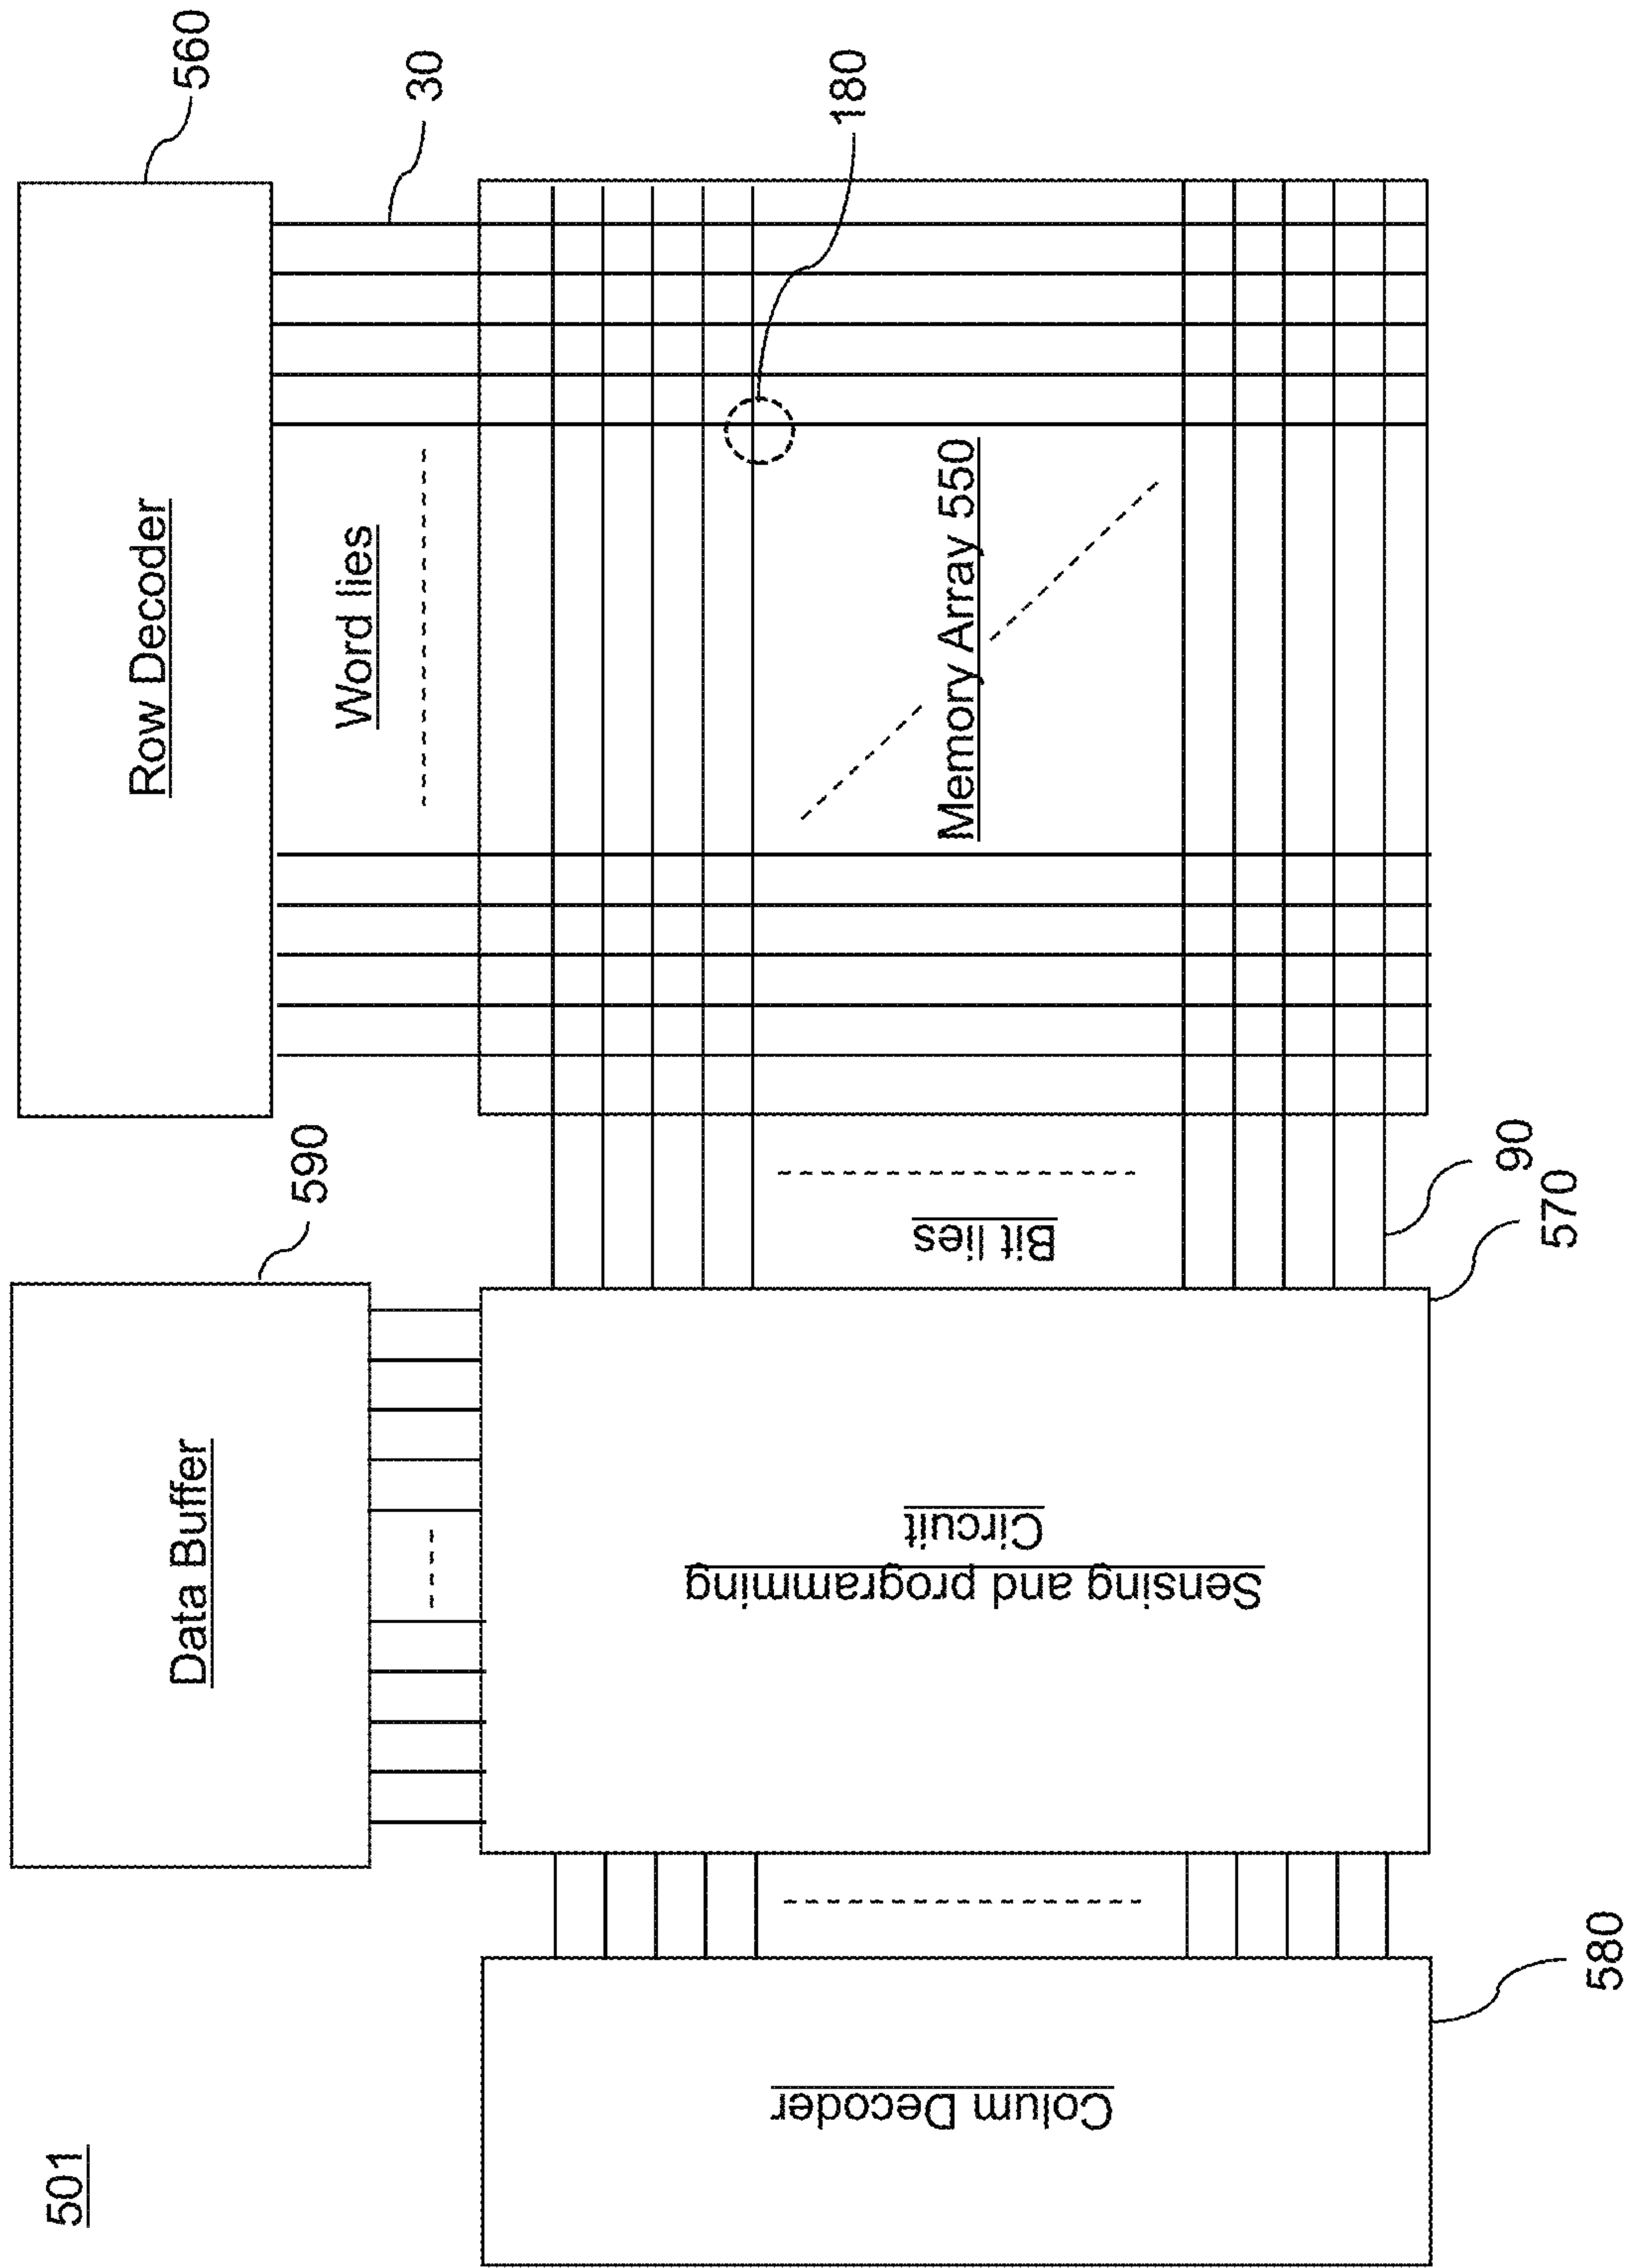 501
Row Decoder
560
Word lies
30
180
Memory Array 550
Data Buffer
590
Bit lies
90
570
Sensing and programming
Circuit
Colum Decoder
580